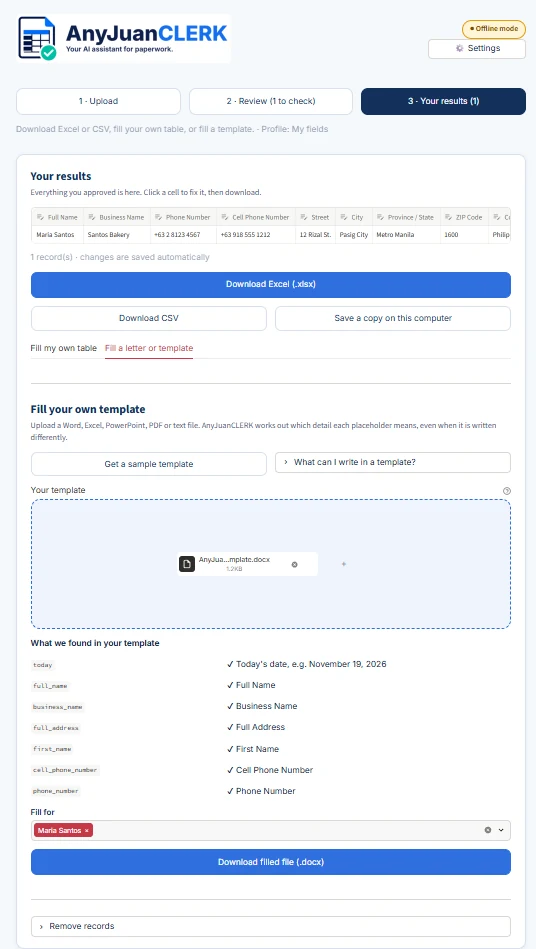 AnyJuanCLERK
Your AI assistant for paperwork.
Offline mode
Settings
1 · Upload
2 · Review (1 to check)
3 · Your results (1)
Download Excel or CSV, fill your own table, or fill a template. · Profile: My fields
Your results
Everything you approved is here. Click a cell to fix it, then download.
Full Name Business Name Phone Number Cell Phone Number Street City Province / State ZIP Code
Maria Santos Santos Bakery +63 2 8123 4567 +63 918 555 1212 12 Rizal St. Pasig City Metro Manila 1600 Philip
1 record(s) · changes are saved automatically
Download Excel (.xlsx)
Download CSV
Save a copy on this computer
Fill my own table Fill a letter or template
Fill your own template
Upload a Word, Excel, PowerPoint, PDF or text file. AnyJuanCLERK works out which detail each placeholder means, even when it is written
differently.
Get a sample template
What can I write in a template?
Your template
AnyJua...mplate.docx
1.2KB
What we found in your template
today ✓ Today's date, e.g. November 19, 2026
full_name ✓ Full Name
business_name ✓ Business Name
full_address ✓ Full Address
first_name ✓ First Name
cell_phone_number ✓ Cell Phone Number
phone_number ✓ Phone Number
Fill for
Maria Santos ×
Download filled file (.docx)
Remove records